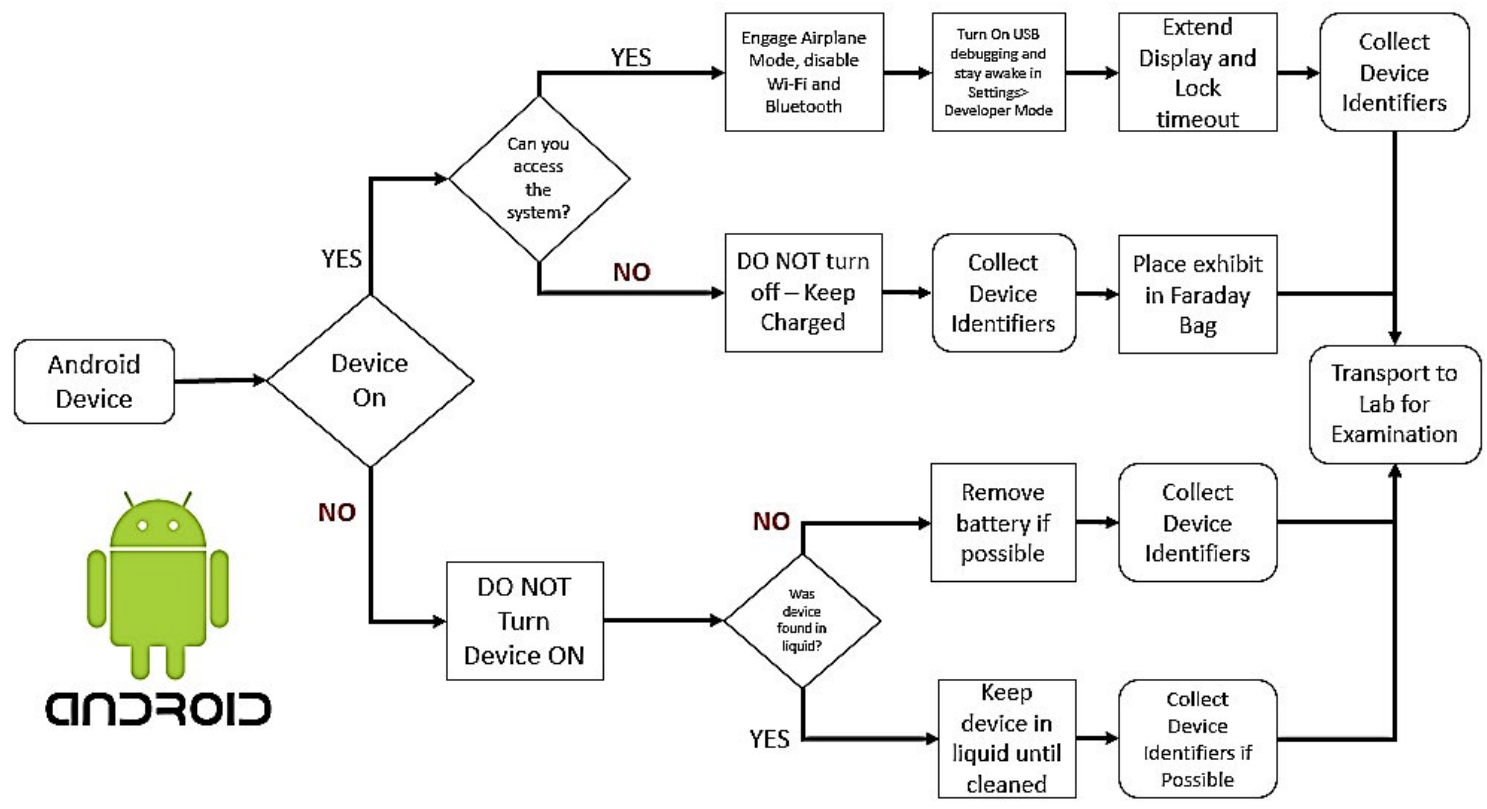 Android
Device
Device
On
YES
NO
Can you
access
the
system?
YES
Engage Airplane
Mode, disable
Wi-Fi and
Bluetooth
Turn On USB
debugging and
stay awake in
Settings>
Developer Mode
Extend
Display and
Lock
timeout
Collect
Device
Identifiers
NO
DO NOT turn
off – Keep
Charged
Collect
Device
Identifiers
Place exhibit
in Faraday
Bag
Transport to
Lab for
Examination
DO NOT
Turn
Device ON
Was
device
found in
liquid?
NO
Remove
battery if
possible
Collect
Device
Identifiers
YES
Keep
device in
liquid until
cleaned
Collect
Device
Identifiers if
Possible
ANDROID